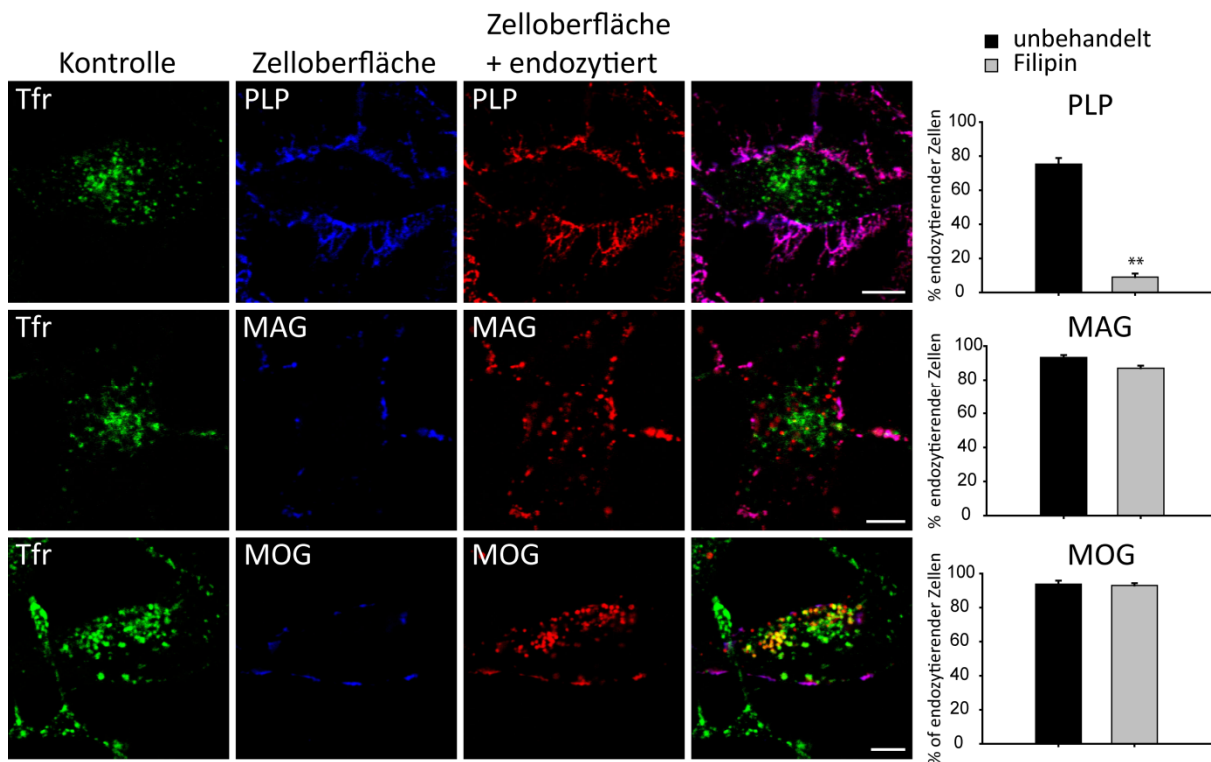 Kontrolle
Zelloberfläche
Zelloberfläche
+ endozytiert
unbehandelt
Filipin
Tfr
PLP
PLP
PLP
100
80
60
40
20
0
% endozytierender Zellen
**
Tfr
MAG
MAG
MAG
100
80
60
40
20
0
% endozytierender Zellen
Tfr
MOG
MOG
MOG
100
80
60
40
20
0
% of endozytierender Zellen